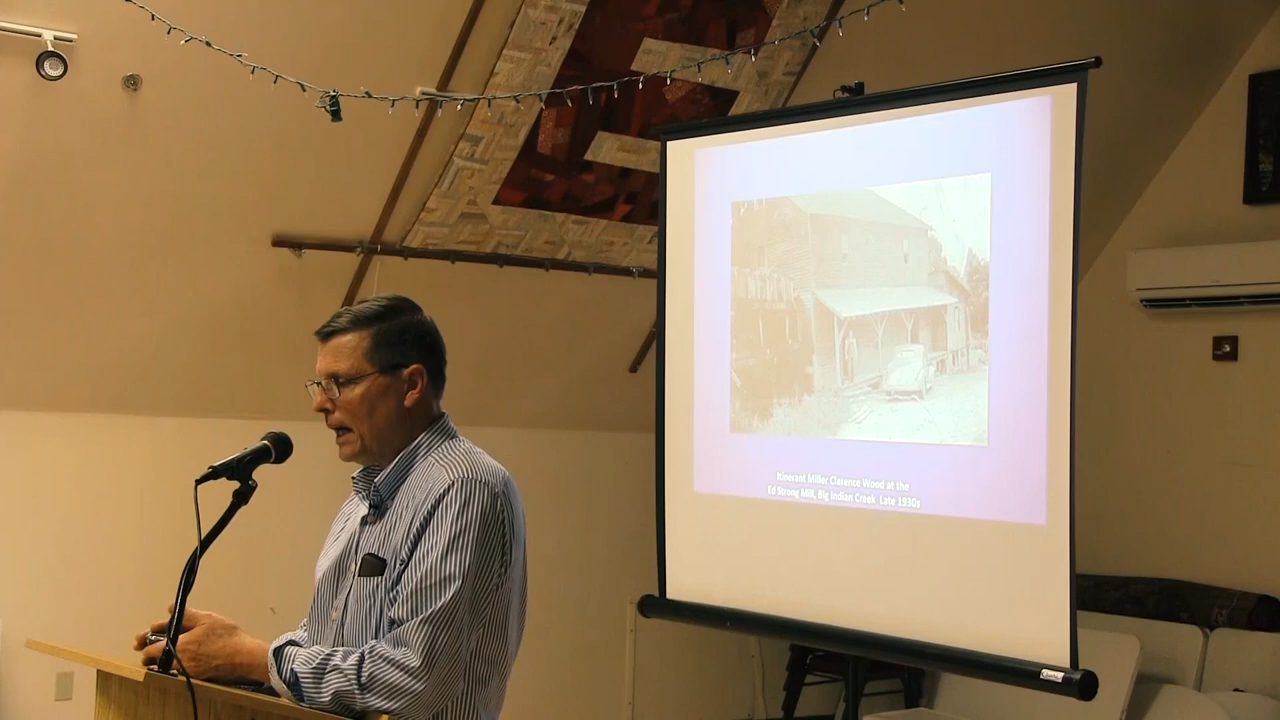 Itinerant Miller Clarence Wood at the
Ed Strong Mill, Big Indian Creek Late 1930s